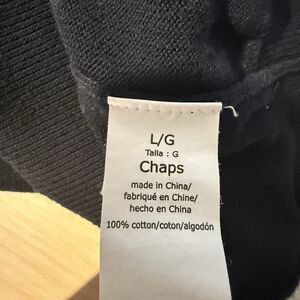 L/G
Talla : G
Chaps
made in China/
fabriqué en Chine/
hecho en China
100% cotton/coton/algodón